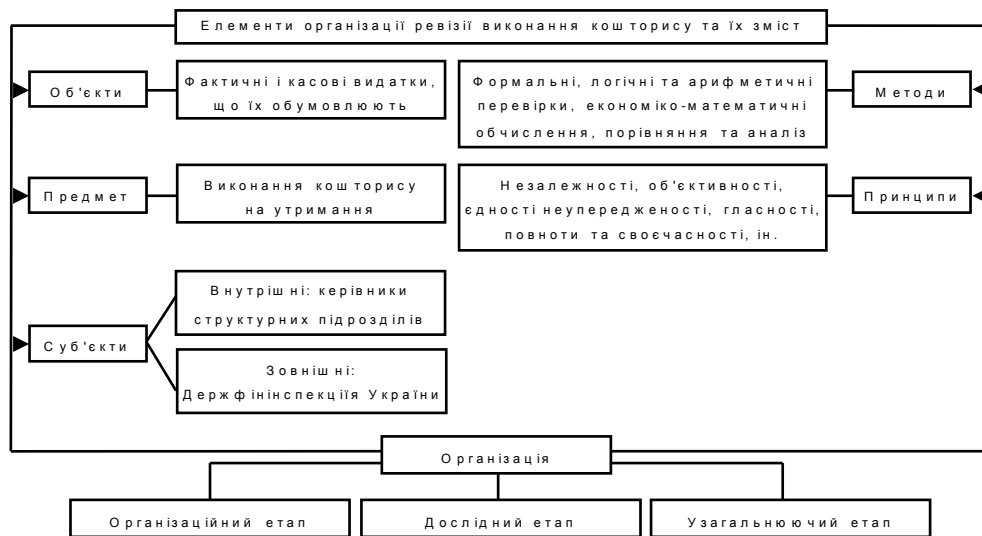 Елементи організації ревізії виконання кошторису та їх зміст
Об'єкти
Фактичні і касові видатки,
що їх обумовлюють
Формальні, логічні та арифметичні
перевірки, економіко-математичні
обчислення, порівняння та аналіз
Методи
Предмет
Виконання кошторису
на утримання
Незалежності, об'єктивності,
єдності неупередженості, гласності,
повноти та своєчасності, ін.
Принципи
Суб'єкти
Внутрішні: керівники
структурних підрозділів
Зовнішні:
Держфінінспекціїя України
Організація
Організаційний етап
Дослідний етап
Узагальнюючий етап